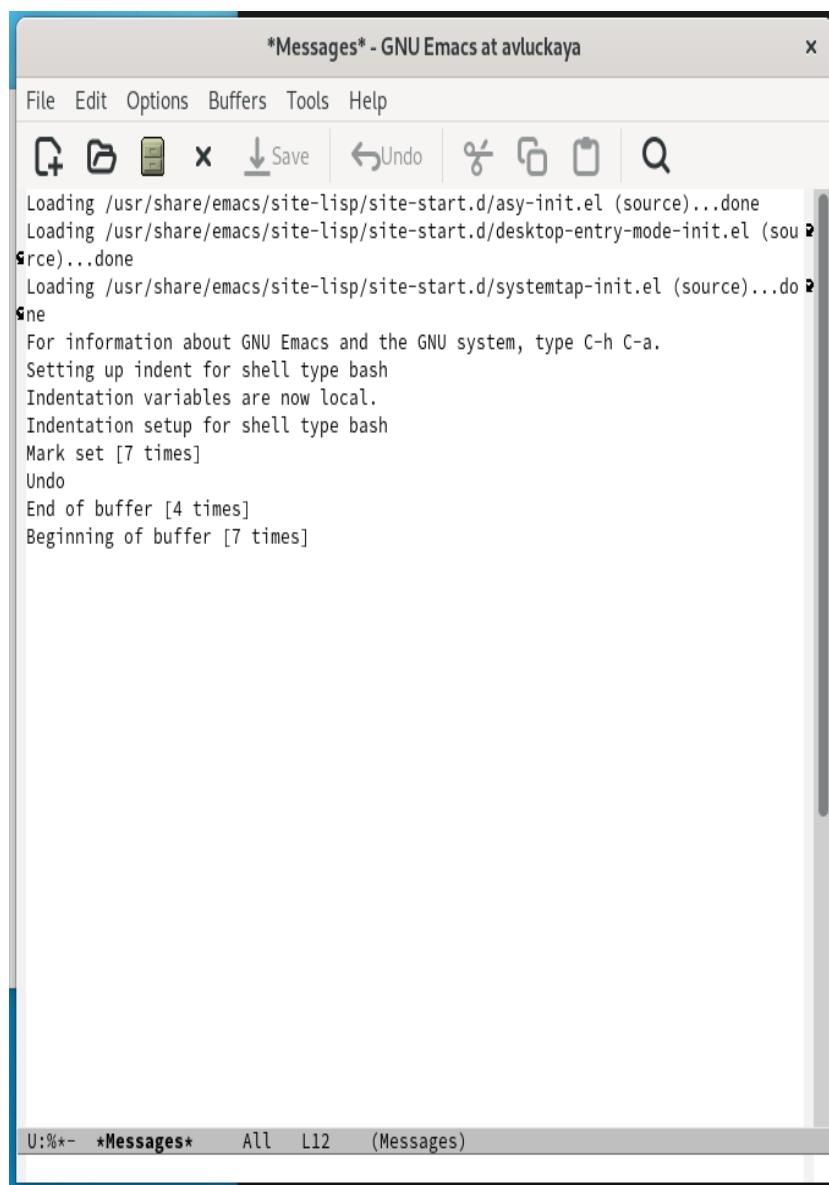 *Messages* - GNU Emacs at avluckaya x
File Edit Options Buffers Tools Help
Save Undo
Loading /usr/share/emacs/site-lisp/site-start.d/asy-init.el (source)...done
Loading /usr/share/emacs/site-lisp/site-start.d/desktop-entry-mode-init.el (sou
rce)...done
Loading /usr/share/emacs/site-lisp/site-start.d/systemtap-init.el (source)...do
ne
For information about GNU Emacs and the GNU system, type C-h C-a.
Setting up indent for shell type bash
Indentation variables are now local.
Indentation setup for shell type bash
Mark set [7 times]
Undo
End of buffer [4 times]
Beginning of buffer [7 times]
U:%*- *Messages* All L12 (Messages)